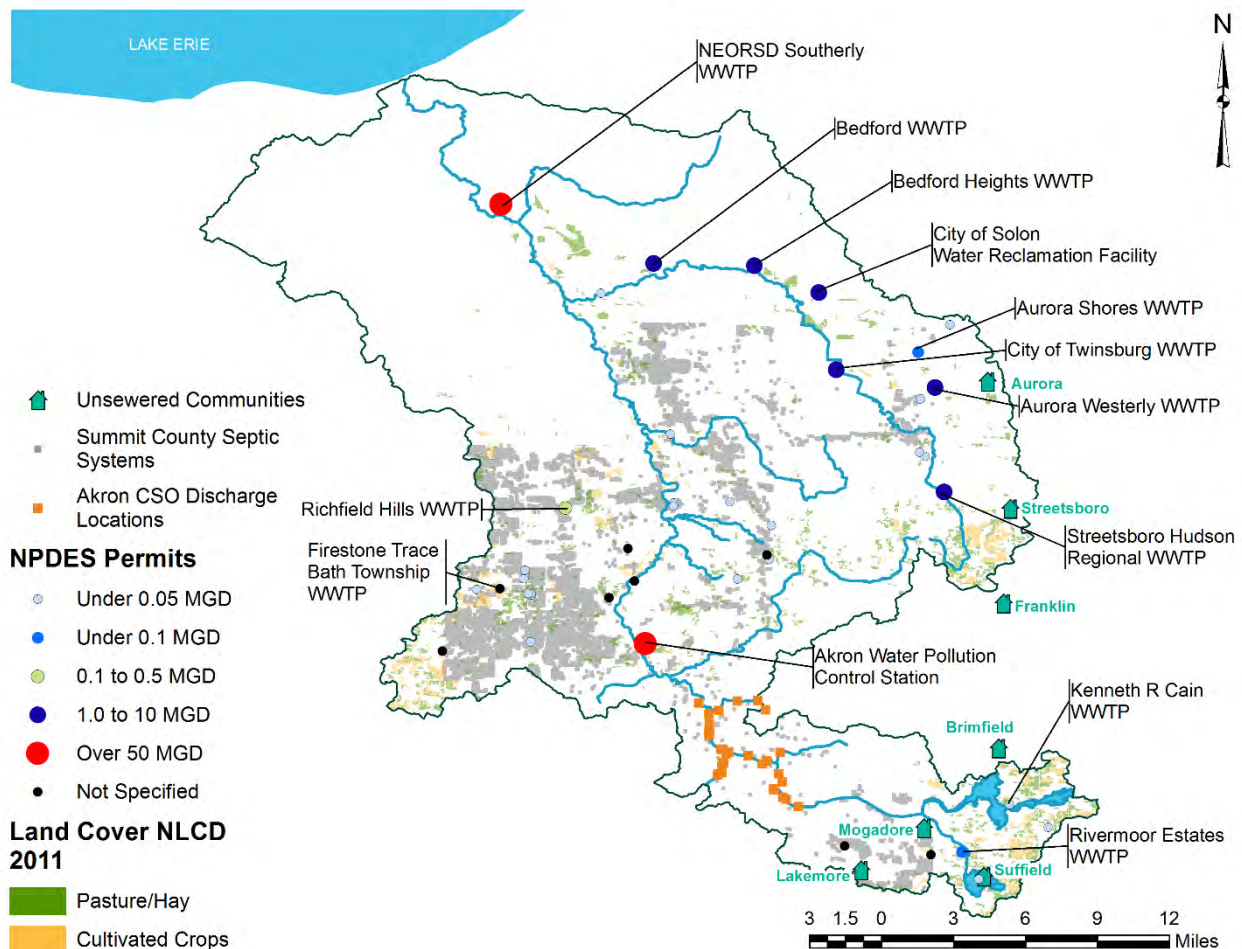 LAKE ERIE
N
NEORSD Southerly
WWTP
Bedford WWTP
Bedford Heights WWTP
City of Solon
Water Reclamation Facility
Aurora Shores WWTP
City of Twinsburg WWTP
Aurora
Aurora Westerly WWTP
Streetsboro
Streetsboro Hudson
Regional WWTP
Franklin
Richfield Hills WWTP
Firestone Trace
Bath Township
WWTP
Akron Water Pollution
Control Station
Kenneth R Cain
WWTP
Brimfield
Mogadore
Rivermoor Estates
WWTP
Lakemore
Suffield
Unsewered Communities
Summit County Septic
Systems
Akron CSO Discharge
Locations
NPDES Permits
Under 0.05 MGD
Under 0.1 MGD
0.1 to 0.5 MGD
1.0 to 10 MGD
Over 50 MGD
Not Specified
Land Cover NLCD
2011
Pasture/Hay
Cultivated Crops
3 1.5 0 3 6 9 12
Miles